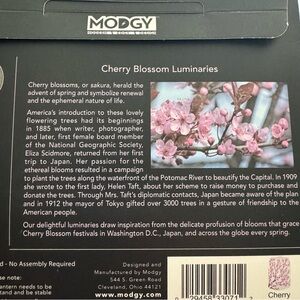 MODGY
MODERN & EDGY & DESIGN
Cherry Blossom Luminaries
Cherry blossoms, or sakura, herald the
advent of spring and symbolize renewal
and the ephemeral nature of life.
America's introduction to these lovely
flowering trees had its beginnings
in 1885 when writer, photographer,
and later, first female board member
of the National Geographic Society,
Eliza Scidmore, returned from her first
trip to Japan. Her passion for the
ethereal blooms resulted in a campaign
to plant the trees along the waterfront of the Potomac River to beautify the Capital. In 1909
she wrote to the first lady, Helen Taft, about her scheme to raise money to purchase and
donate the trees. Through Mrs. Taft's diplomatic contacts, Japan became aware of the plan
and in 1912 the mayor of Tokyo gifted over 3000 trees in a gesture of friendship to the
American people.
Our delightful luminaries draw inspiration from the delicate profusion of blooms that grace
Cherry Blossom festivals in Washington D.C., Japan, and across the globe every spring.
d - No Assembly Required
se note:
antern needs to be
stand and be stable.
Designed and
Manufactured by Modgy
544 S. Green Road
Cleveland, Ohio 44121
www.modgy.com
Cherry